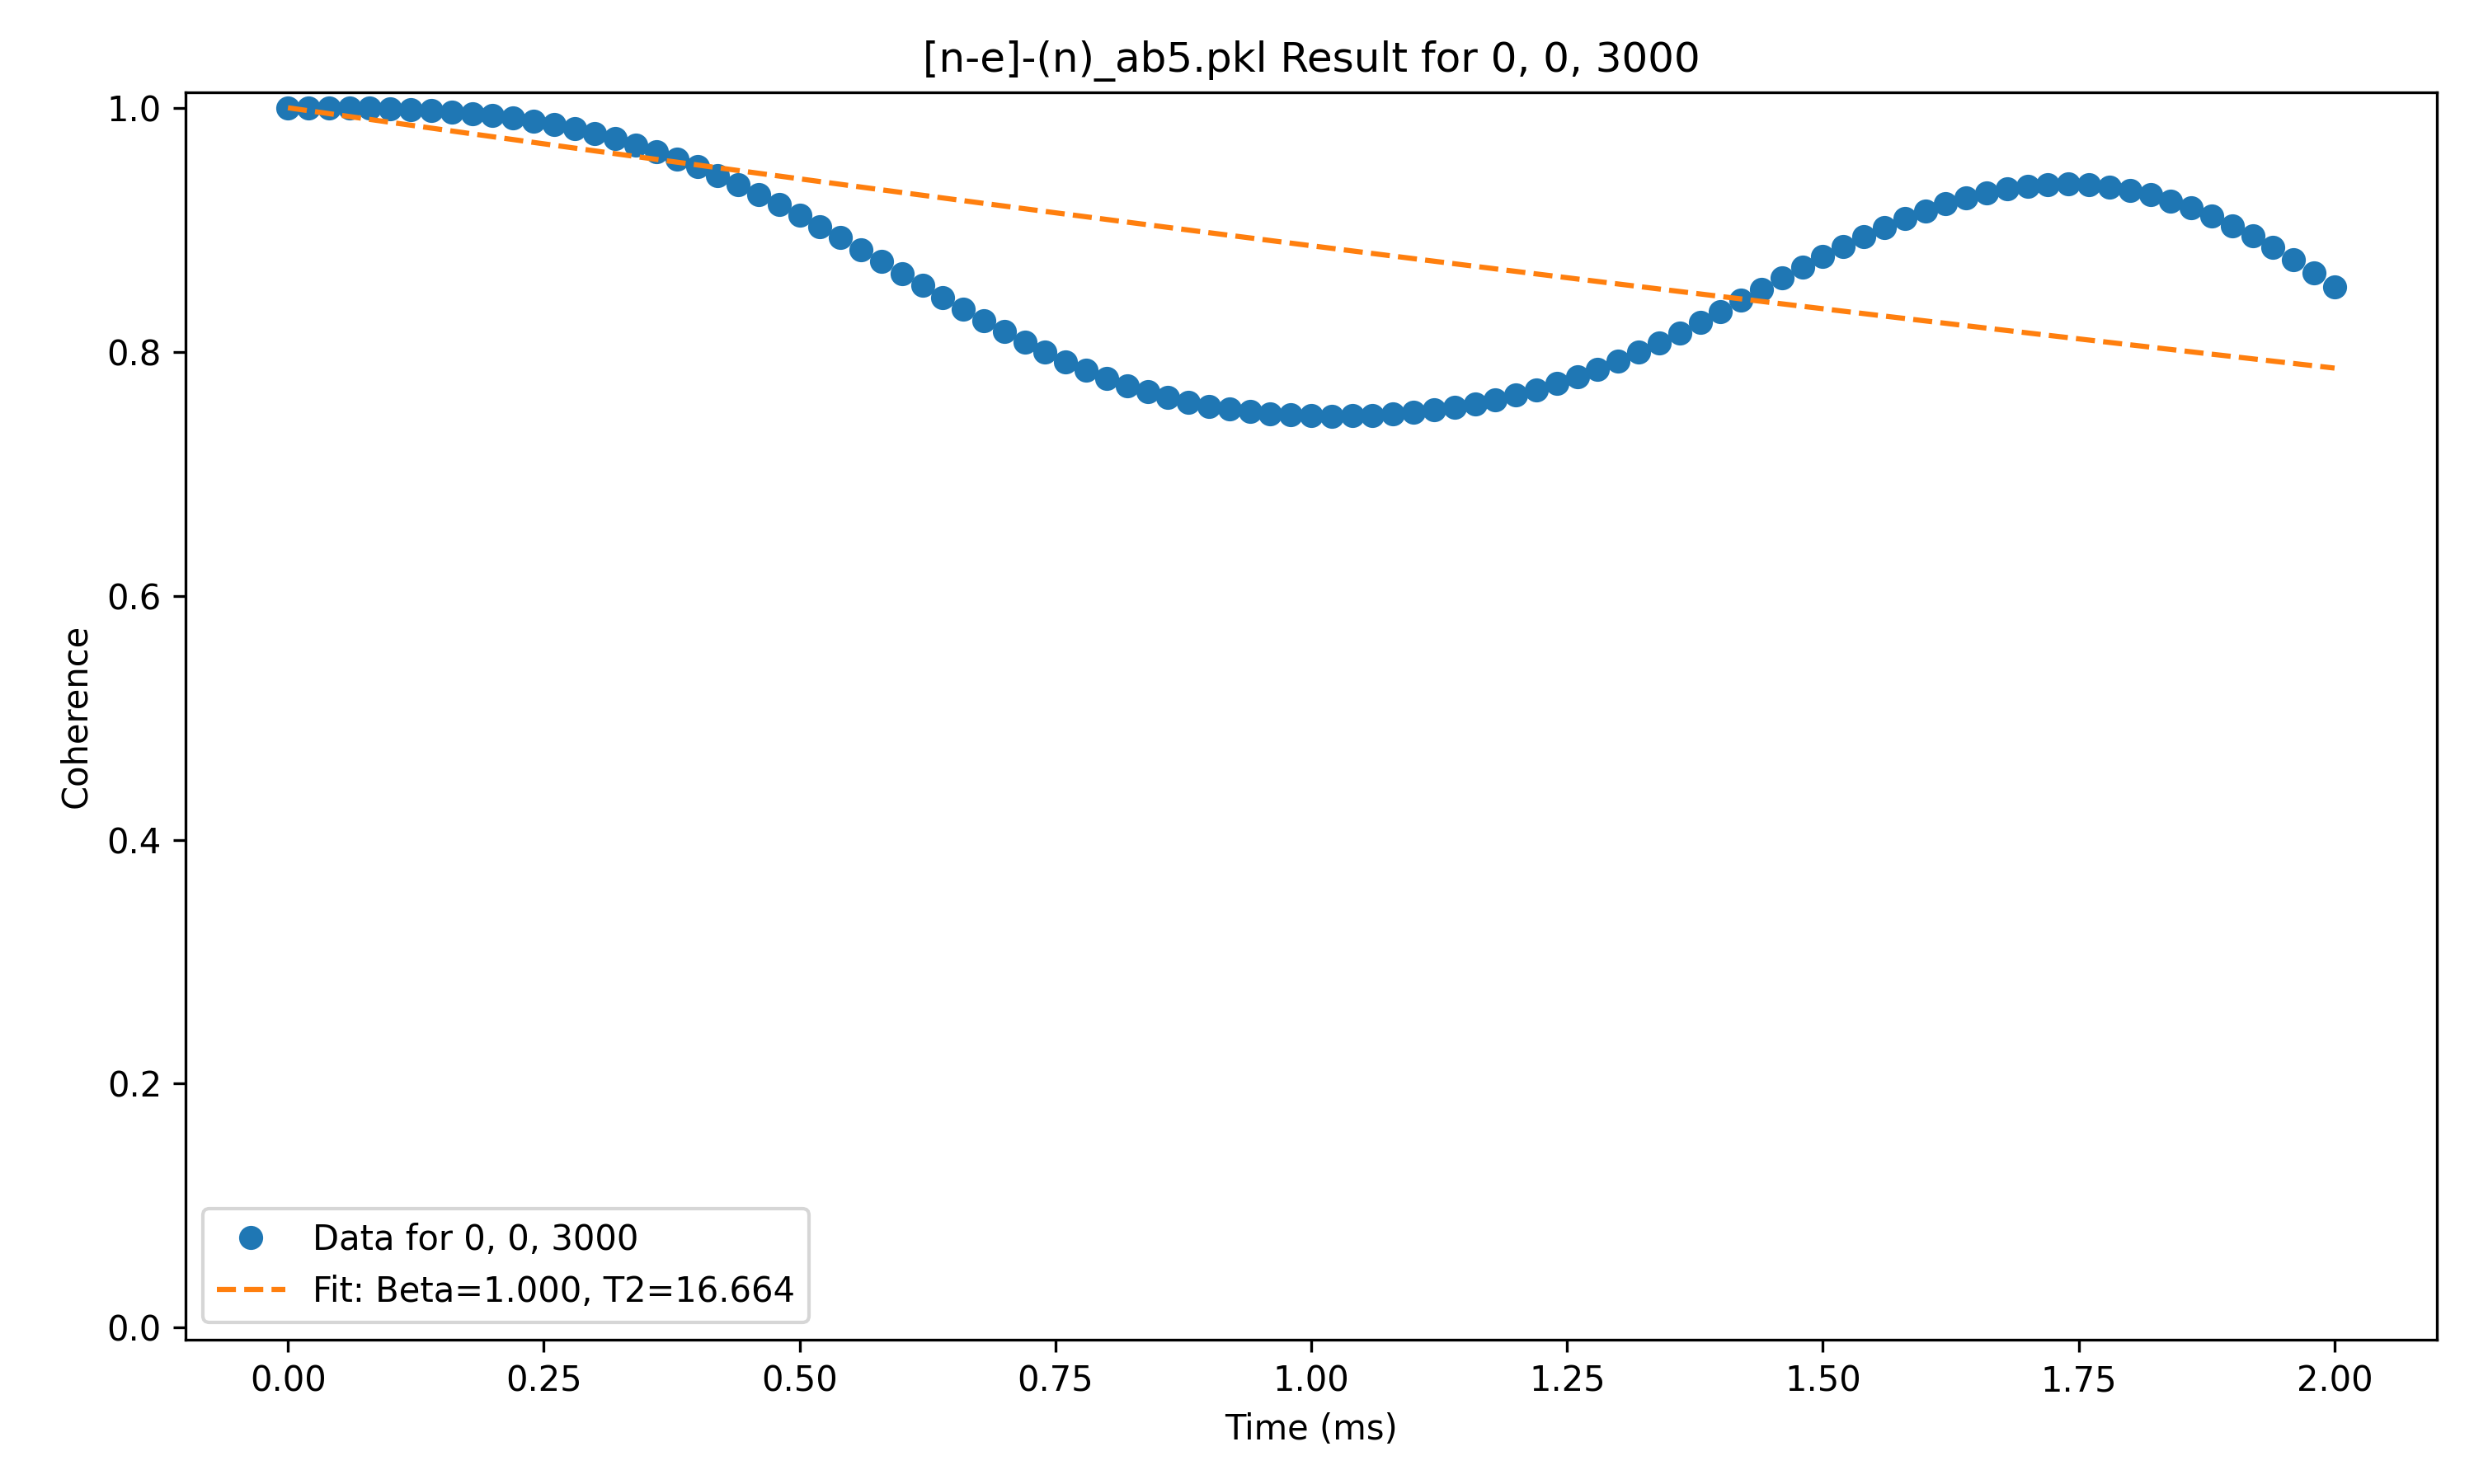 [n-e]-(n)_ab5.pkl Result for 0, 0, 3000
1.0
0.8
0.6
0.4
0.2
0.0
Coherence
Data for 0, 0, 3000
Fit: Beta=1.000, T2=16.664
0.00 0.25 0.50 0.75 1.00 1.25 1.50 1.75 2.00
Time (ms)